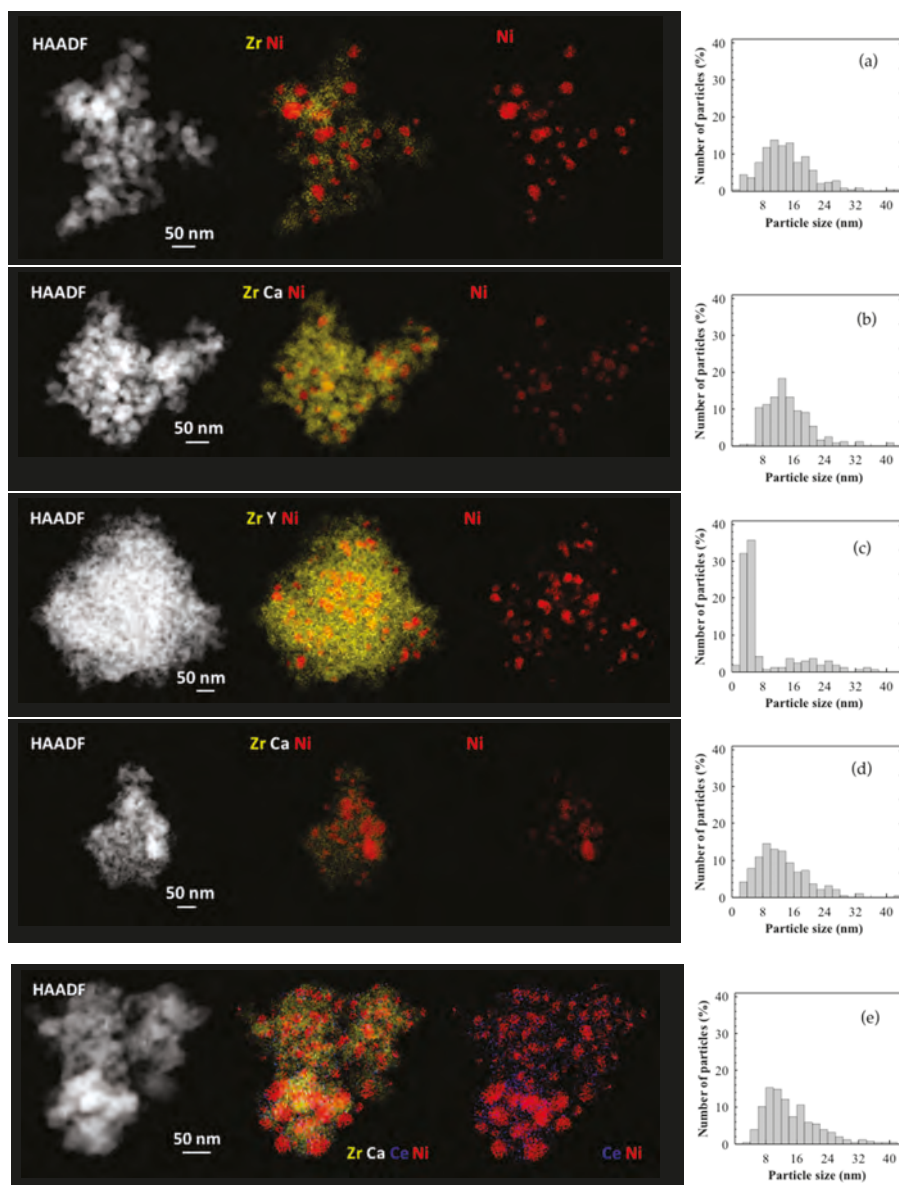 HAADF
Zr Ni
Ni
50 nm
Number of particles (%)
40
30
20
10
0
(a)
8 16 24 32 40
Particle size (nm)
HAADF
Zr Ca Ni
Ni
50 nm
Number of particles (%)
40
30
20
10
0
(b)
8 16 24 32 40
Particle size (nm)
HAADF
Zr Y Ni
Ni
50 nm
Number of particles (%)
40
30
20
10
0
(c)
0 8 16 24 32 40
Particle size (nm)
HAADF
Zr Ca Ni
Ni
50 nm
Number of particles (%)
40
30
20
10
0
(d)
0 8 16 24 32 40
Particle size (nm)
HAADF
50 nm
Zr Ca Ce Ni
Ce Ni
Number of particles (%)
40
30
20
10
0
(e)
8 16 24 32 40
Particle size (nm)